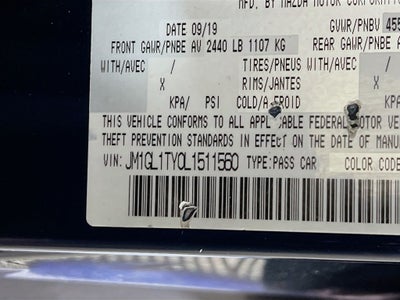 MFD. BY MAZDA MOTOR CORPORATION
DATE 09/19 GVWR/PNBV 455
FRONT GAWR/PNBE AV 2440 LB 1107 KG REAR GAWR/PNBE A
WITH/AVEC / TIRES/PNEUS WITH/AVEC /
X RIMS/JANTES X
KPA/ PSI COLD/A FROID KPA/
THIS VEHICLE CONFORMS TO ALL APPLICABLE FEDERAL MOTOR VE
THEFT PREVENTION STANDARDS IN EFFECT ON THE DATE OF MANU
VIN: JM1GL1TY0L1511560 TYPE: PASS CAR COLOR CODE